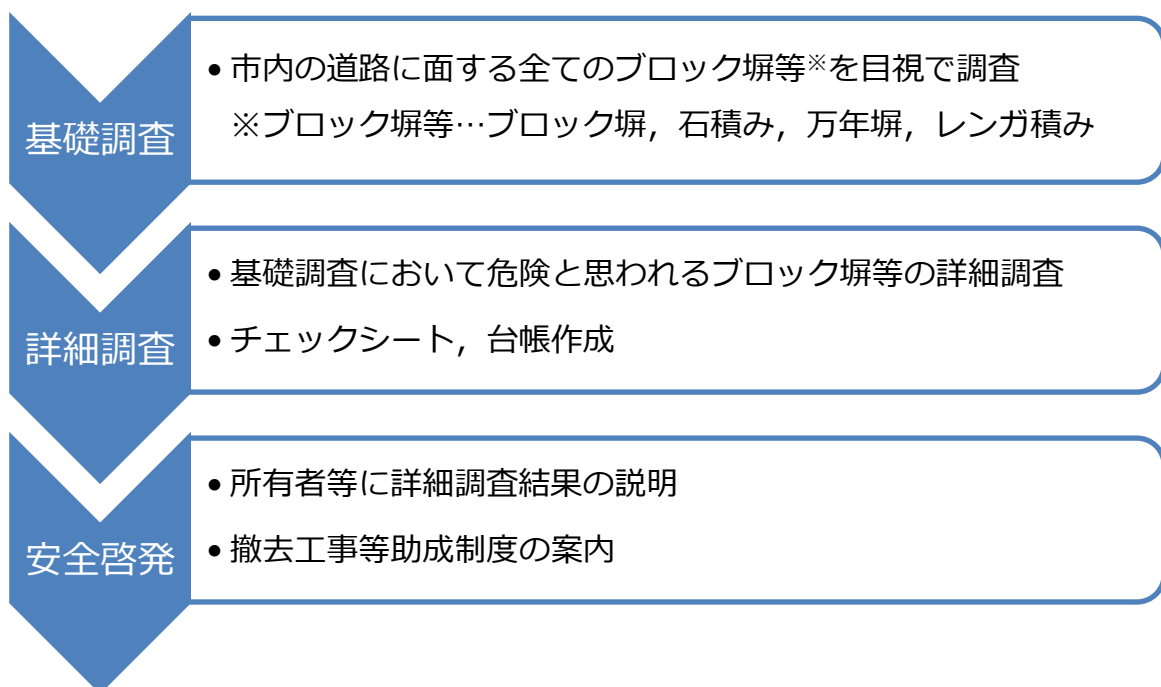 基礎調査
• 市内の道路に面する全てのブロック塀等※を目視で調査
※ブロック塀等…ブロック塀，石積み，万年塀，レンガ積み
詳細調査
• 基礎調査において危険と思われるブロック塀等の詳細調査
• チェックシート，台帳作成
安全啓発
• 所有者等に詳細調査結果の説明
• 撤去工事等助成制度の案内